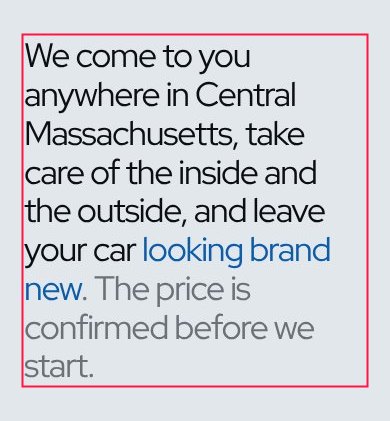 We come to you
anywhere in Central
Massachusetts, take
care of the inside and
the outside, and leave
your car looking brand
new. The price is
confirmed before we
start.